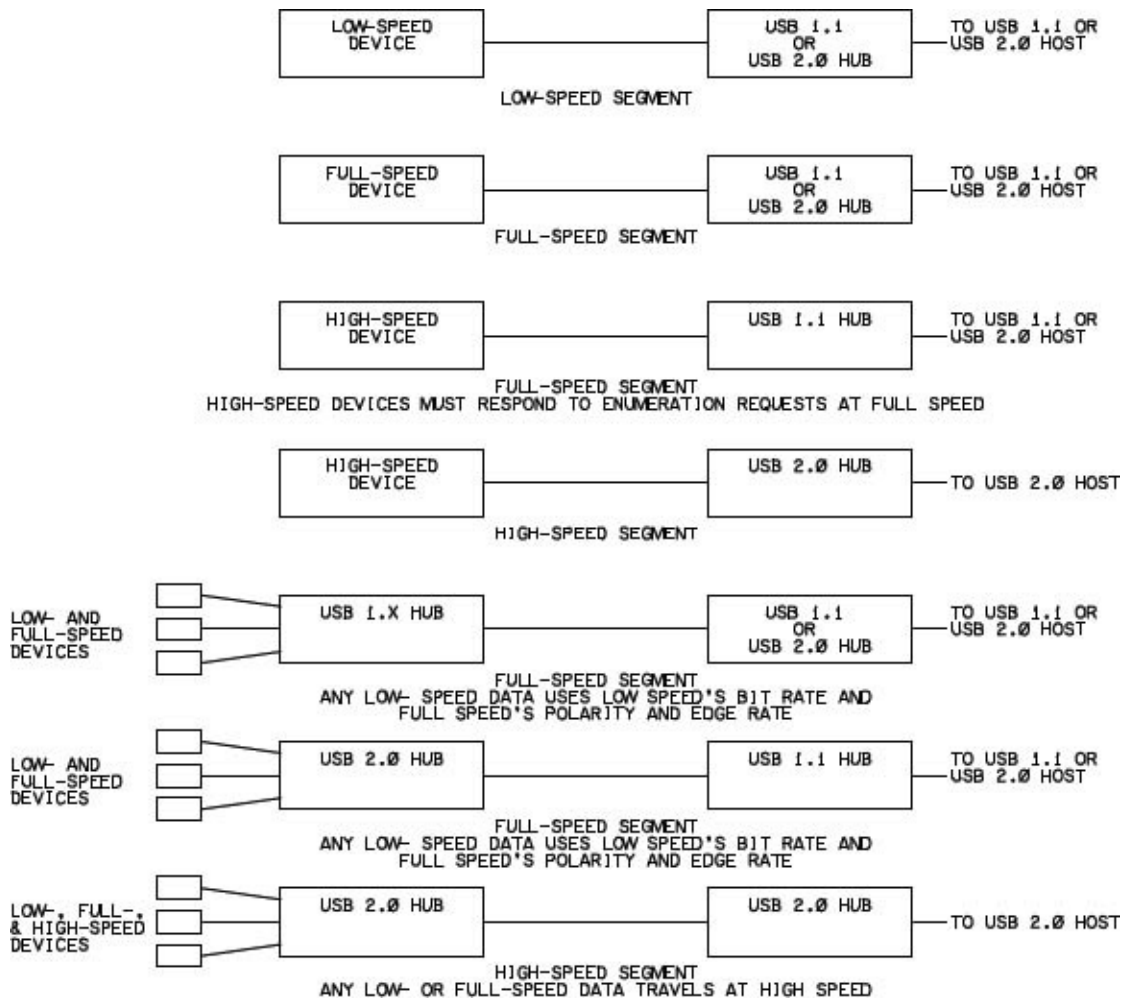 LOW-SPEED
DEVICE
USB 1.1
OR
USB 2.0 HUB
TO USB 1.1 OR
USB 2.0 HOST
LOW-SPEED SEGMENT
FULL-SPEED
DEVICE
USB 1.1
OR
USB 2.0 HUB
TO USB 1.1 OR
USB 2.0 HOST
FULL-SPEED SEGMENT
HIGH-SPEED
DEVICE
USB 1.1 HUB
TO USB 1.1 OR
USB 2.0 HOST
FULL-SPEED SEGMENT
HIGH-SPEED DEVICES MUST RESPOND TO ENUMERATION REQUESTS AT FULL SPEED
HIGH-SPEED
DEVICE
USB 2.0 HUB
TO USB 2.0 HOST
HIGH-SPEED SEGMENT
LOW- AND
FULL-SPEED
DEVICES
USB 1.X HUB
USB 1.1
OR
USB 2.0 HUB
TO USB 1.1 OR
USB 2.0 HOST
FULL-SPEED SEGMENT
ANY LOW- SPEED DATA USES LOW SPEED'S BIT RATE AND
FULL SPEED'S POLARITY AND EDGE RATE
LOW- AND
FULL-SPEED
DEVICES
USB 2.0 HUB
USB 1.1 HUB
TO USB 1.1 OR
USB 2.0 HOST
FULL-SPEED SEGMENT
ANY LOW- SPEED DATA USES LOW SPEED'S BIT RATE AND
FULL SPEED'S POLARITY AND EDGE RATE
LOW-, FULL-,
& HIGH-SPEED
DEVICES
USB 2.0 HUB
USB 2.0 HUB
TO USB 2.0 HOST
HIGH-SPEED SEGMENT
ANY LOW- OR FULL-SPEED DATA TRAVELS AT HIGH SPEED